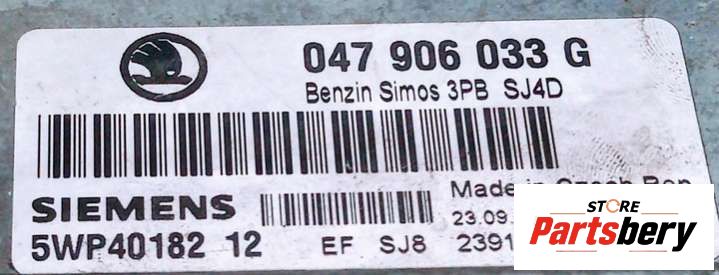 047 906 033 G
Benzin Simos 3PB SJ4D
SIEMENS
Made in Czech Rep
5WP40182 12
23.09.
EF SJ8 2391
STORE
Partsbery